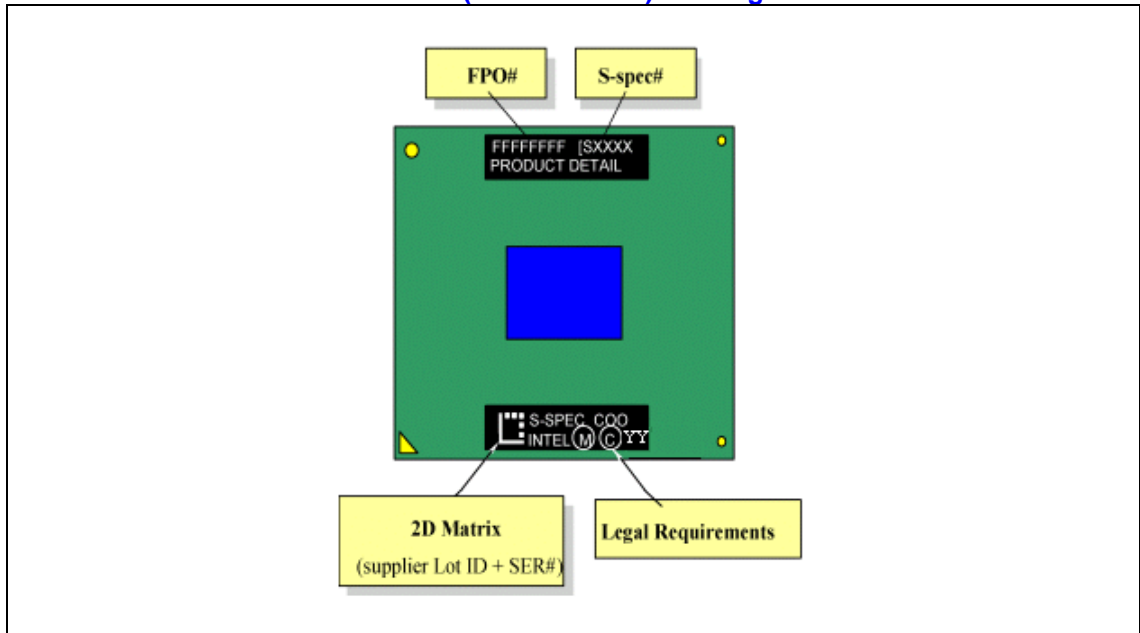 FPO#
S-spec#
FFFFFFFF [SXXXX
PRODUCT DETAIL
S-SPEC COO
INTEL Ⓜ Ⓒ YY
2D Matrix
(supplier Lot ID + SER#)
Legal Requirements